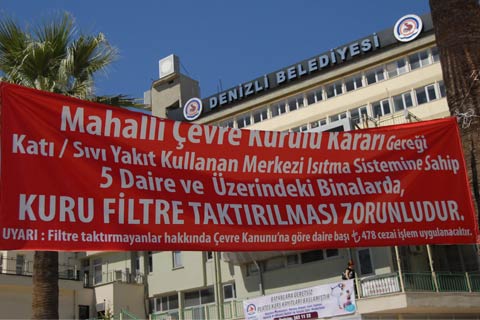 DENİZLİ BELEDİYESİ
Mahalli Çevre Kurulu Kararı Gereği
Katı / Sıvı Yakıt Kullanan Merkezi Isıtma Sistemine Sahip
5 Daire ve Üzerindeki Binalarda,
KURU FİLTRE TAKTIRILMASI ZORUNLUDUR.
UYARI : Filtre taktırmayanlar hakkında Çevre Kanunu'na göre daire başı ₺ 478 cezai işlem uygulanacaktır.